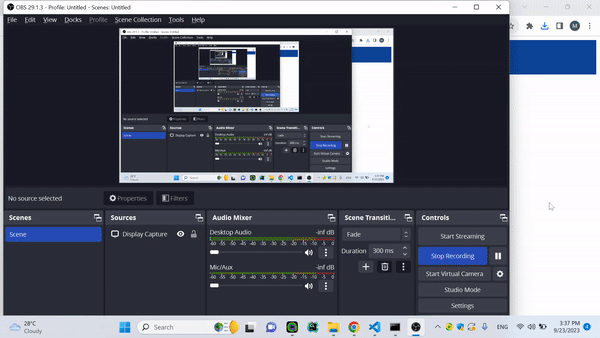 OBS 29.1.3 - Profile: Untitled - Scenes: Untitled
File Edit View Docks Profile Scene Collection Tools Help
M
No source selected
Properties
Filters
Scenes
Scene
Sources
Display Capture
Audio Mixer
Desktop Audio -inf dB
-60 -55 -50 -45 -40 -35 -30 -25 -20 -15 -10 -5 0
Mic/Aux -inf dB
-60 -55 -50 -45 -40 -35 -30 -25 -20 -15 -10 -5 0
Scene Transiti...
Fade
Duration 300 ms
Controls
Start Streaming
Stop Recording
Start Virtual Camera
Studio Mode
Settings
28°C
Cloudy
Search
ENG
3:37 PM
9/23/2023